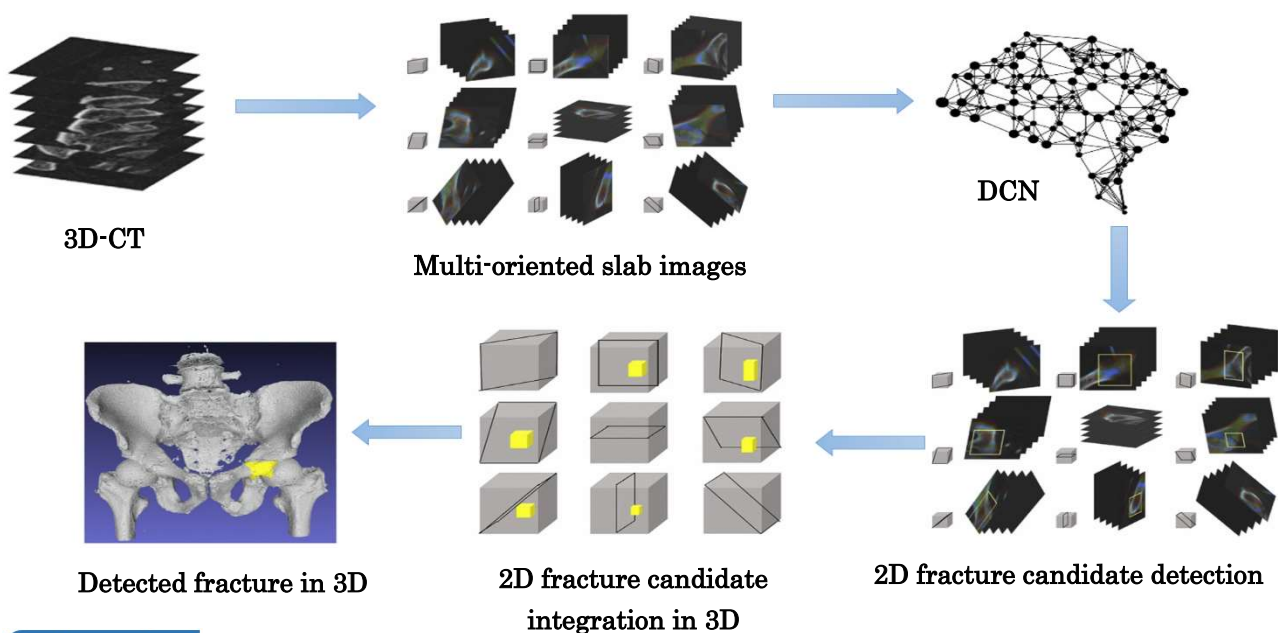 3D-CT
Multi-oriented slab images
DCN
2D fracture candidate detection
2D fracture candidate
integration in 3D
Detected fracture in 3D